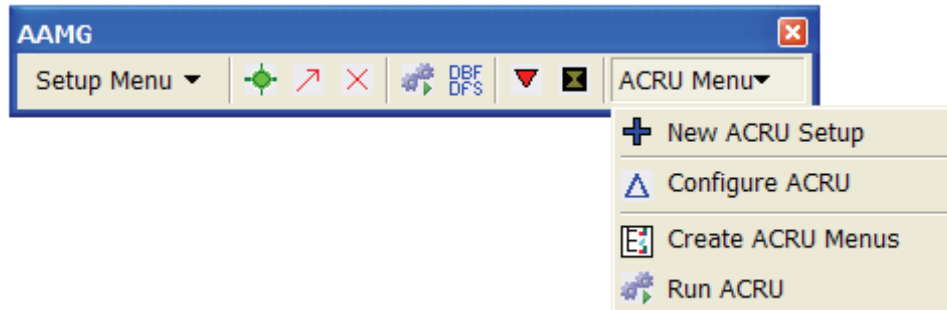 AAMG
Setup Menu DBF DFS ACRU Menu
New ACRU Setup
Configure ACRU
Create ACRU Menus
Run ACRU